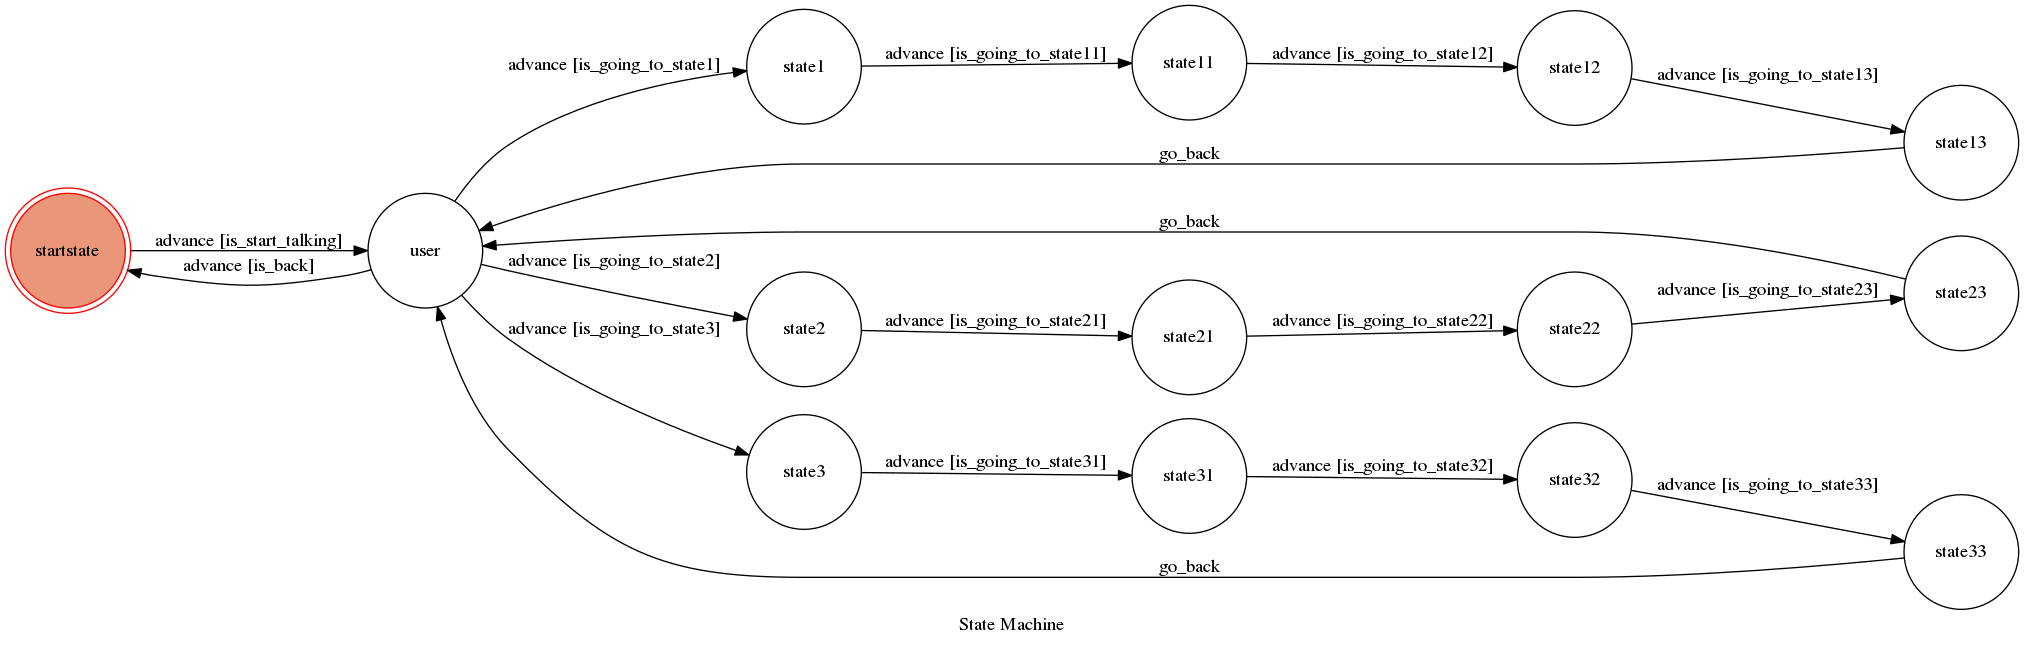 advance [is_going_to_state1]
state1
advance [is_going_to_state11]
state11
advance [is_going_to_state12]
state12
advance [is_going_to_state13]
state13
go_back
startstate
advance [is_start_talking]
advance [is_back]
user
go_back
advance [is_going_to_state2]
state2
advance [is_going_to_state21]
state21
advance [is_going_to_state22]
state22
advance [is_going_to_state23]
state23
advance [is_going_to_state3]
state3
advance [is_going_to_state31]
state31
advance [is_going_to_state32]
state32
advance [is_going_to_state33]
state33
go_back
State Machine